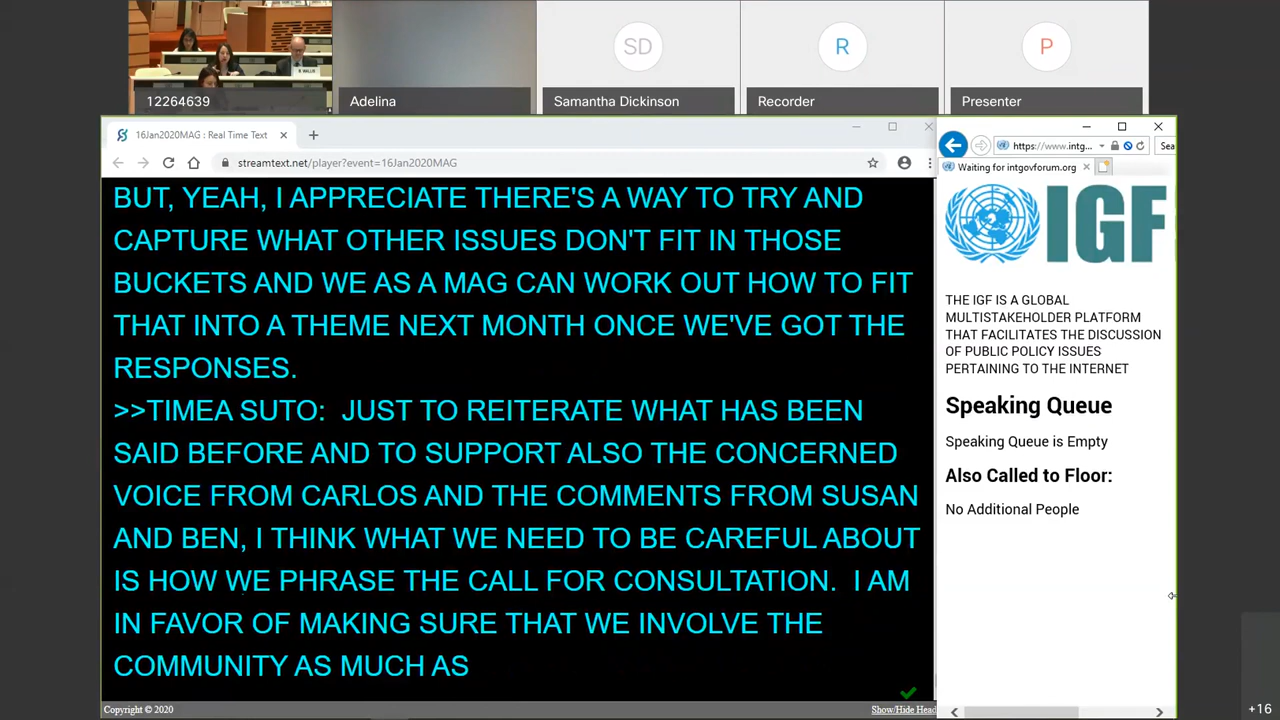 SD
R
P
12264639
Adelina
Samantha Dickinson
Recorder
Presenter
16Jan2020MAG : Real Time Text
streamtext.net/player?event=16Jan2020MAG
BUT, YEAH, I APPRECIATE THERE'S A WAY TO TRY AND
CAPTURE WHAT OTHER ISSUES DON'T FIT IN THOSE
BUCKETS AND WE AS A MAG CAN WORK OUT HOW TO FIT
THAT INTO A THEME NEXT MONTH ONCE WE'VE GOT THE
RESPONSES.
>>TIMEA SUTO:  JUST TO REITERATE WHAT HAS BEEN
SAID BEFORE AND TO SUPPORT ALSO THE CONCERNED
VOICE FROM CARLOS AND THE COMMENTS FROM SUSAN
AND BEN, I THINK WHAT WE NEED TO BE CAREFUL ABOUT
IS HOW WE PHRASE THE CALL FOR CONSULTATION.  I AM
IN FAVOR OF MAKING SURE THAT WE INVOLVE THE
COMMUNITY AS MUCH AS
Copyright © 2020
Show/Hide Head
https://www.intg...
Sea
Waiting for intgovforum.org
IGF
THE IGF IS A GLOBAL
MULTISTAKEHOLDER PLATFORM
THAT FACILITATES THE DISCUSSION
OF PUBLIC POLICY ISSUES
PERTAINING TO THE INTERNET
Speaking Queue
Speaking Queue is Empty
Also Called to Floor:
No Additional People
+16